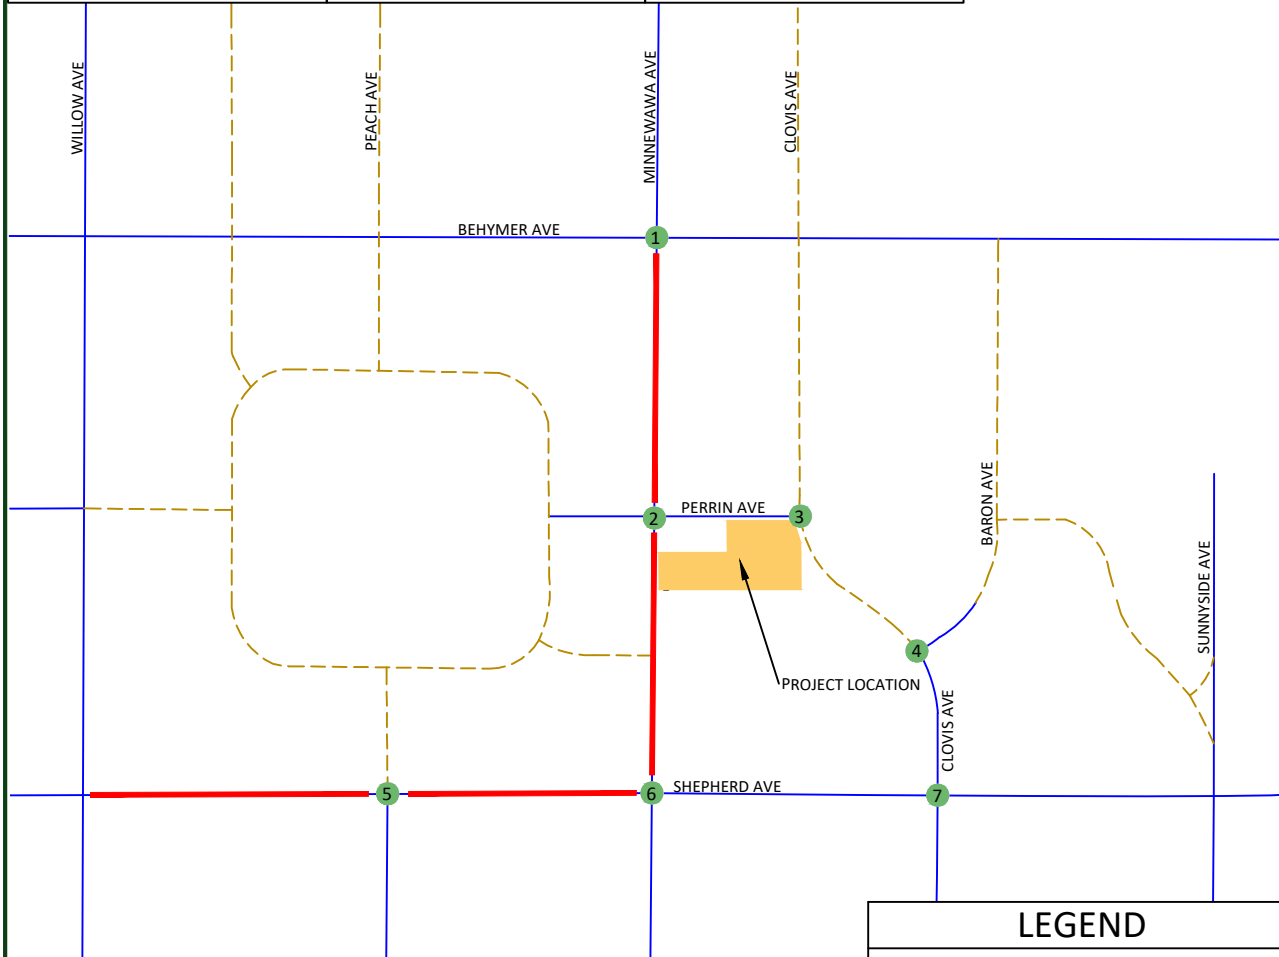 WILLOW AVE
PEACH AVE
MINNEWAWA AVE
CLOVIS AVE
BEHYMER AVE
1
PERRIN AVE
2
3
BARON AVE
SUNNYSIDE AVE
4
PROJECT LOCATION
CLOVIS AVE
5
6
SHEPHERD AVE
7
LEGEND